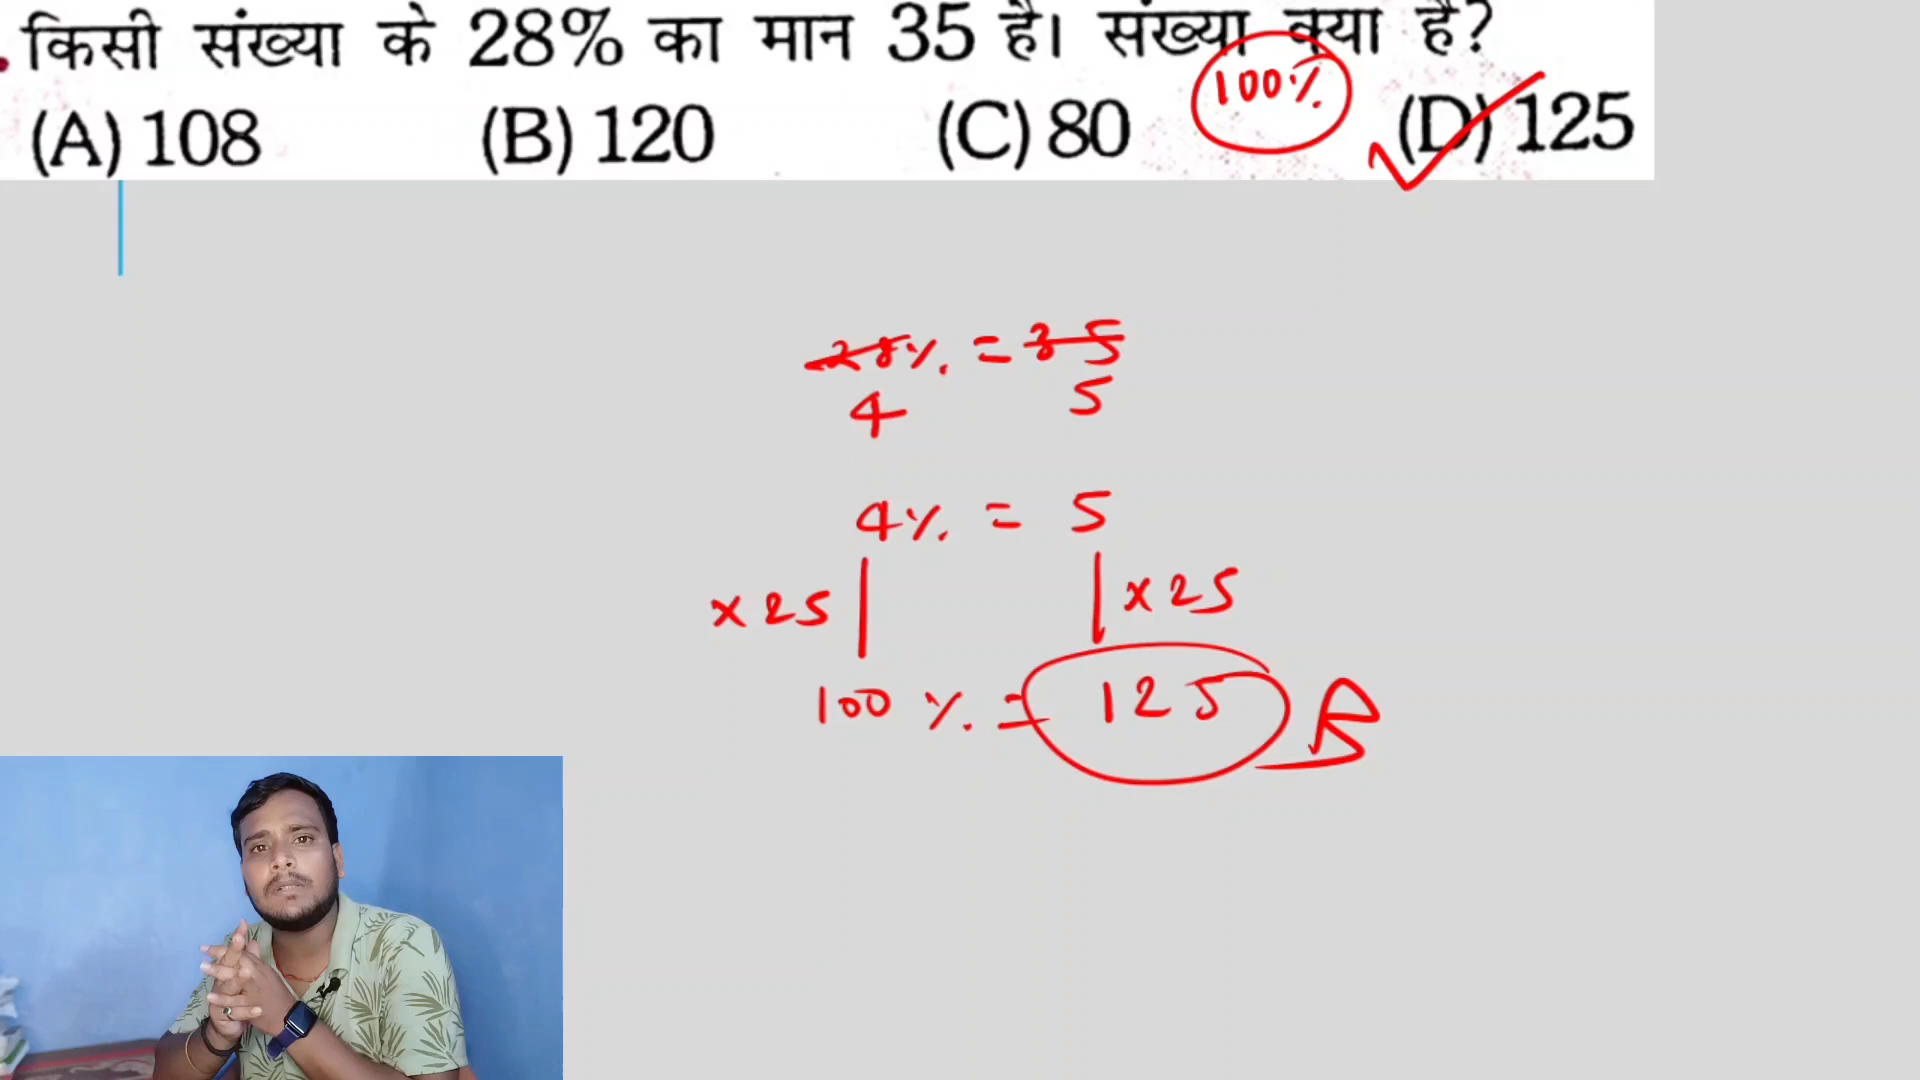 किसी संख्या के 28% का मान 35 है। संख्या क्या है?
100%
(A) 108 (B) 120 (C) 80 (D) 125
28% = 35
4 5
4% = 5
×25 ×25
100% = 125 B